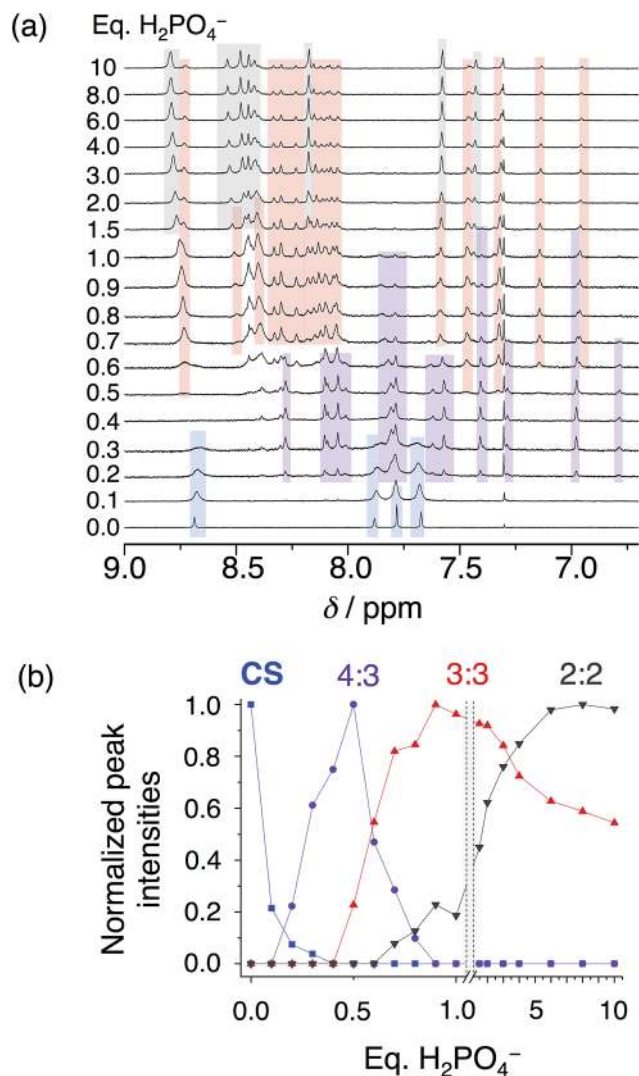 (a)
Eq. H₂PO₄⁻
10
8.0
6.0
4.0
3.0
2.0
1.5
1.0
0.9
0.8
0.7
0.6
0.5
0.4
0.3
0.2
0.1
0.0
9.0 8.5 8.0 7.5 7.0
δ / ppm
(b)
CS 4:3 3:3 2:2
1.0
0.8
0.6
0.4
0.2
0.0
Normalized peak
intensities
0.0 0.5 1.0 5 10
Eq. H₂PO₄⁻